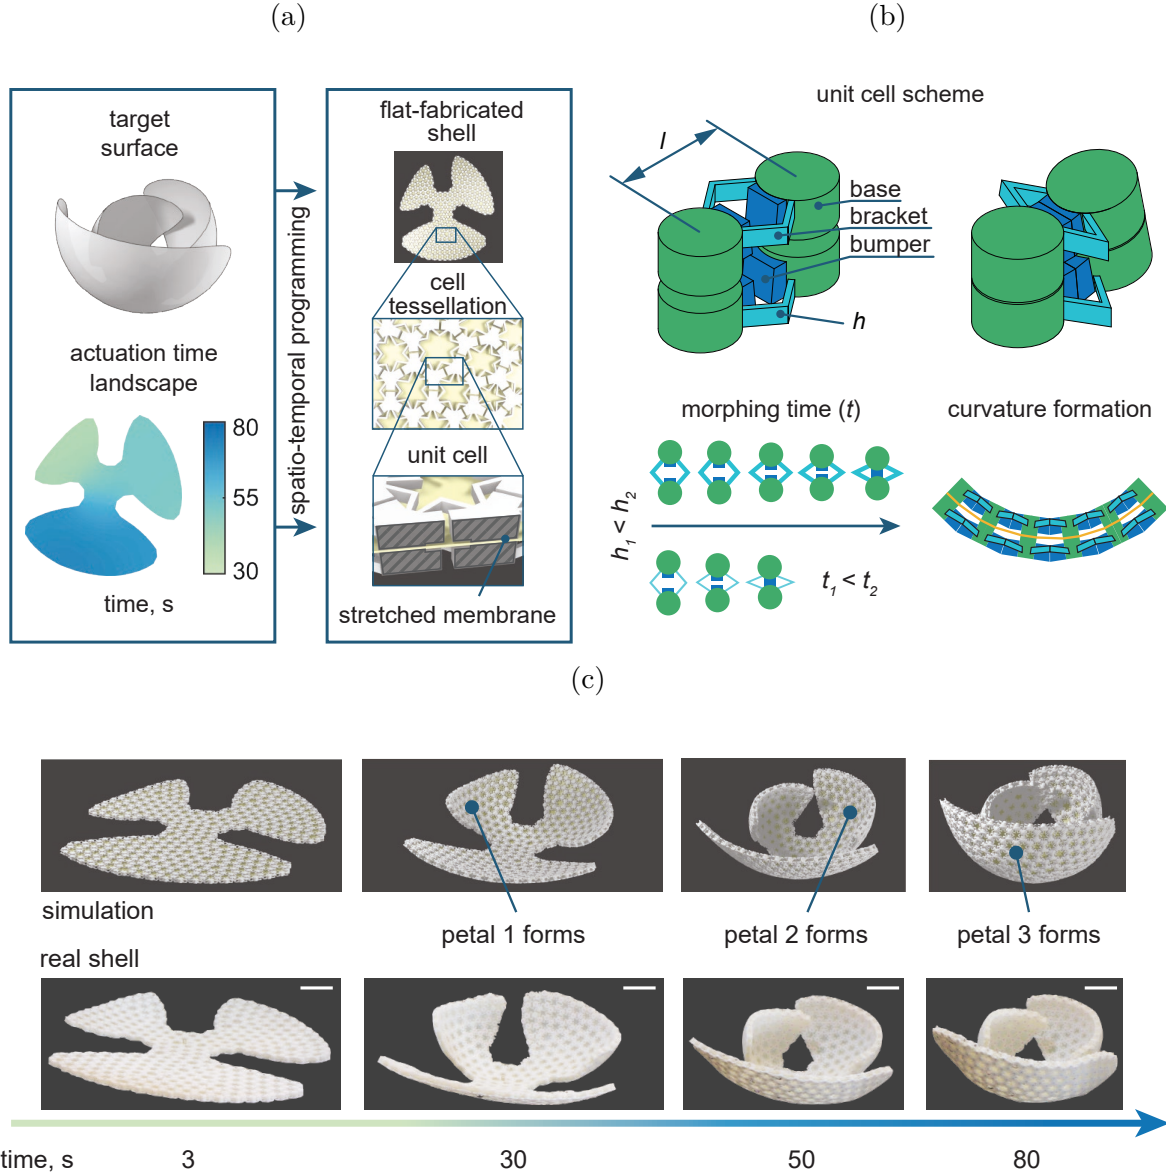 (a)
(b)
target
surface
actuation time
landscape
80
55
30
time, s
spatio-temporal programming
flat-fabricated
shell
cell
tessellation
unit cell
stretched membrane
unit cell scheme
l
base
bracket
bumper
h
morphing time (t)
curvature formation
h1 < h2
t1 < t2
(c)
simulation
petal 1 forms
petal 2 forms
petal 3 forms
real shell
time, s 3 30 50 80